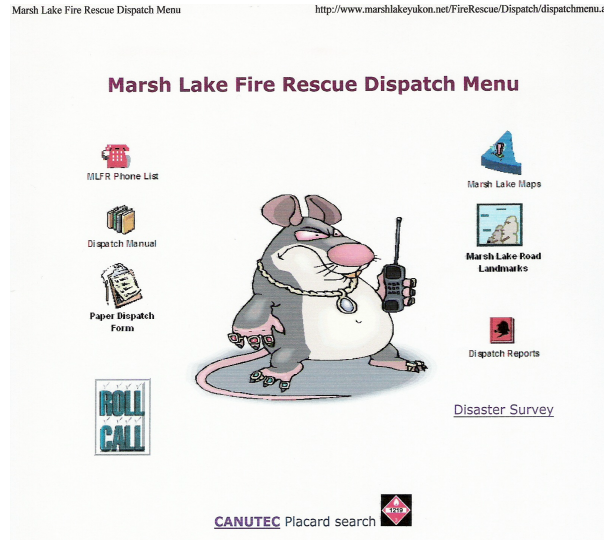 Marsh Lake Fire Rescue Dispatch Menu
http://www.marshlakeyukon.net/FireRescue/Dispatch/dispatchmenu.a
Marsh Lake Fire Rescue Dispatch Menu
MLFR Phone List
Dispatch Manual
Paper Dispatch
Form
ROLL
CALL
Marsh Lake Maps
Marsh Lake Road
Landmarks
Dispatch Reports
Disaster Survey
CANUTEC Placard search
1219